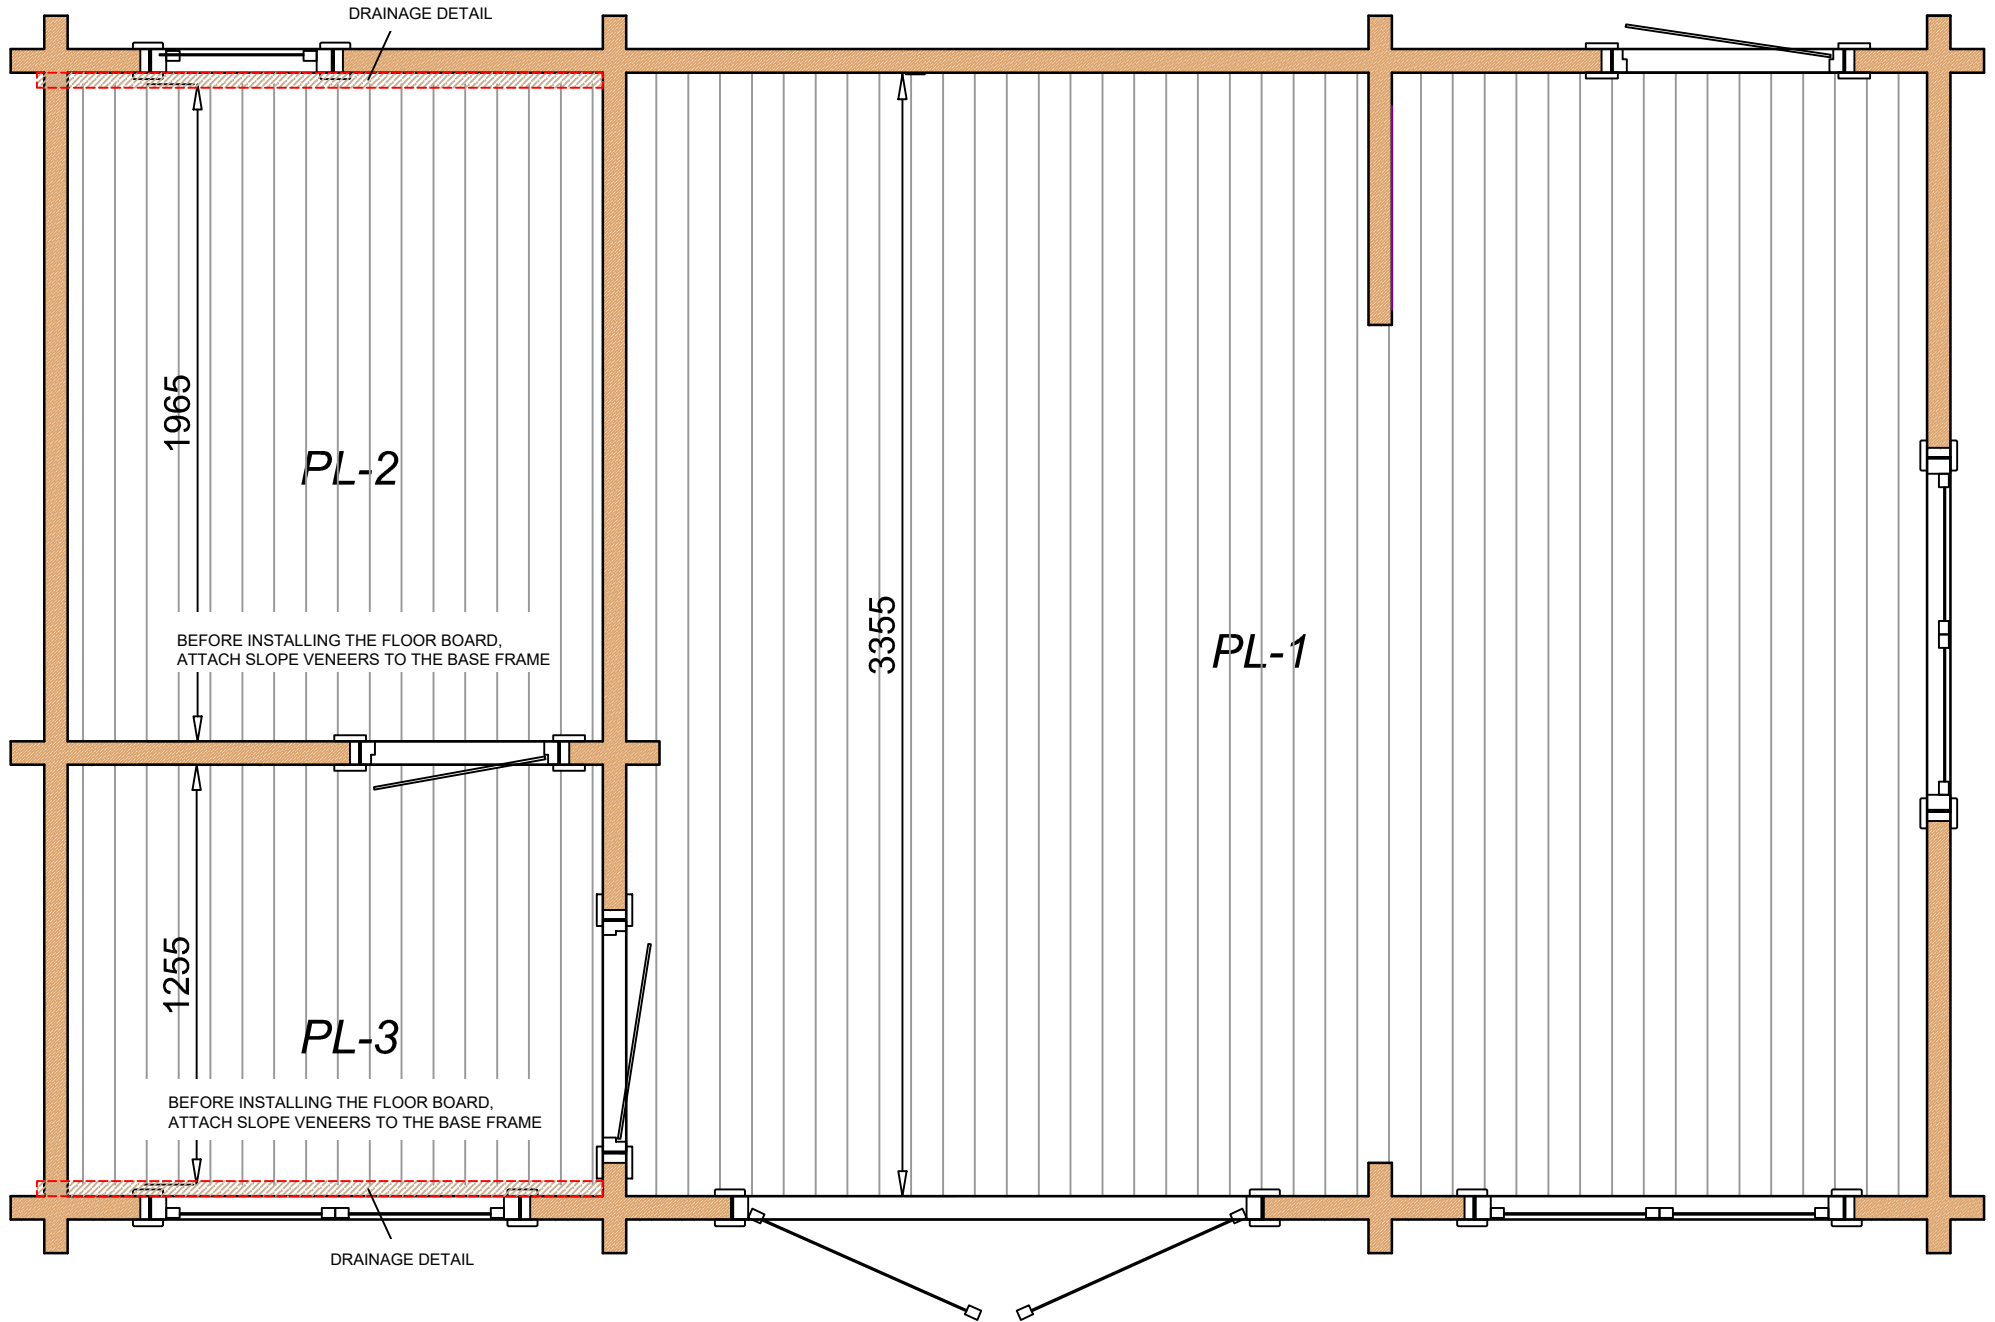 DRAINAGE DETAIL
1965
PL-2
BEFORE INSTALLING THE FLOOR BOARD,
ATTACH SLOPE VENEERS TO THE BASE FRAME
3355
PL-1
1255
PL-3
BEFORE INSTALLING THE FLOOR BOARD,
ATTACH SLOPE VENEERS TO THE BASE FRAME
DRAINAGE DETAIL